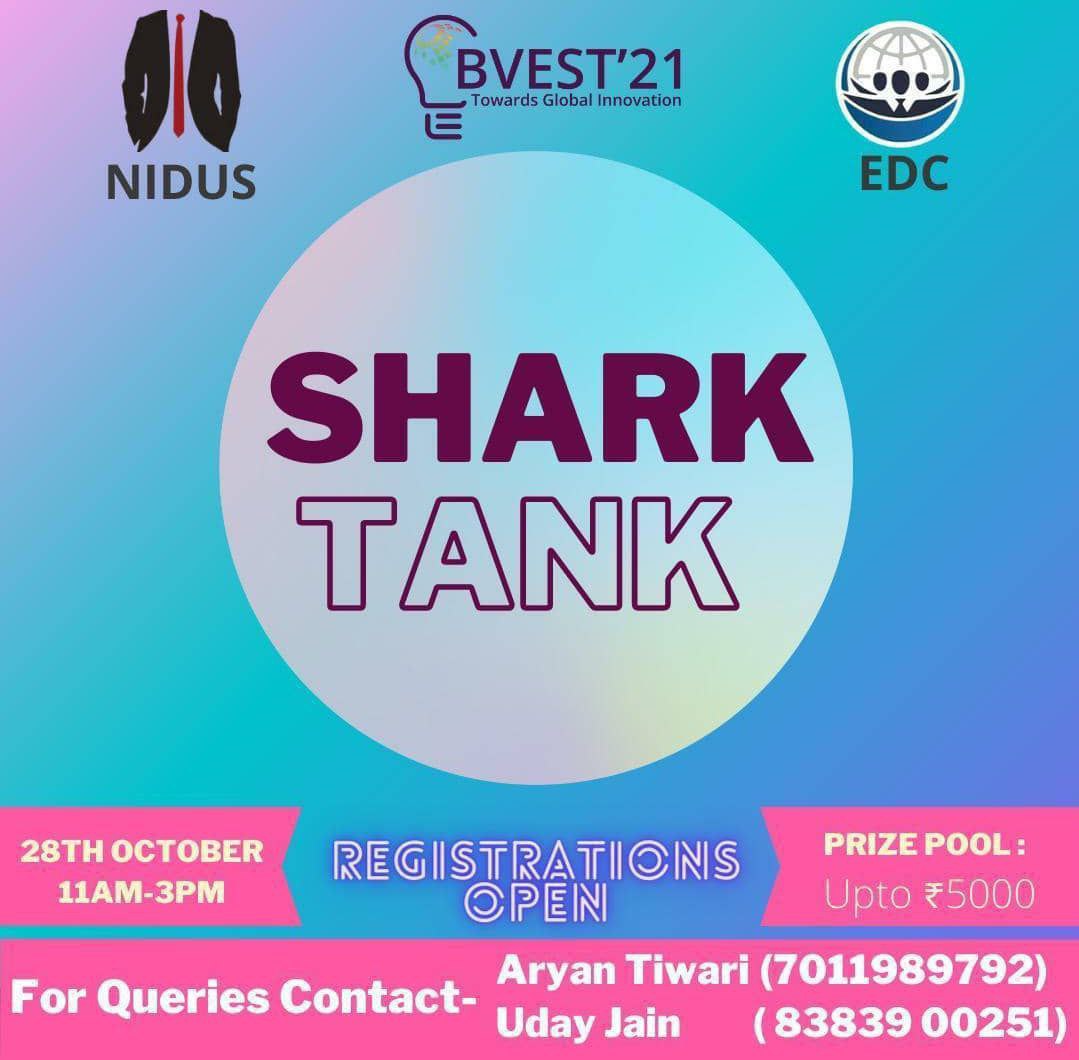 NIDUS
BVEST'21
Towards Global Innovation
EDC
SHARK
TANK
28TH OCTOBER
11AM-3PM
REGISTRATIONS
OPEN
PRIZE POOL :
Upto ₹5000
For Queries Contact-
Aryan Tiwari (7011989792)
Uday Jain ( 83839 00251)